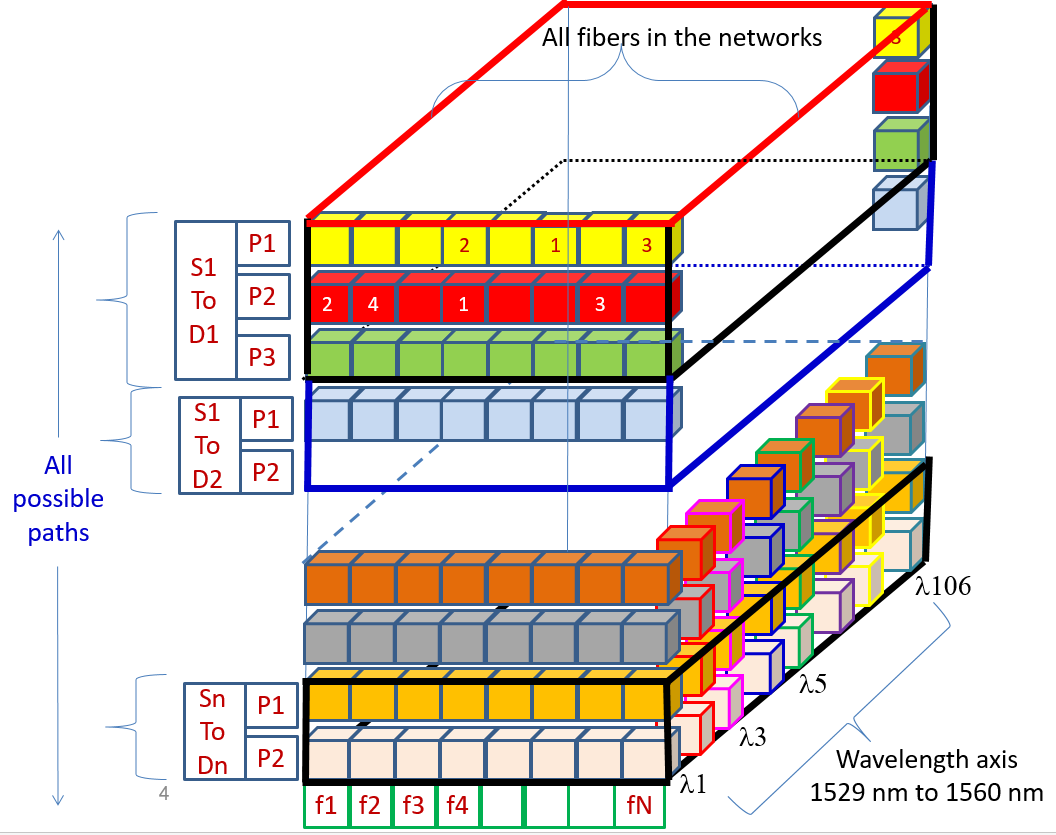 All fibers in the networks
3
S1
To
D1
P1
P2
P3
2 1 3
2 4 1 3
S1
To
D2
P1
P2
All
possible
paths
Sn
To
Dn
P1
P2
4
f1 f2 f3 f4 fN
λ1
λ3
λ5
λ106
Wavelength axis
1529 nm to 1560 nm